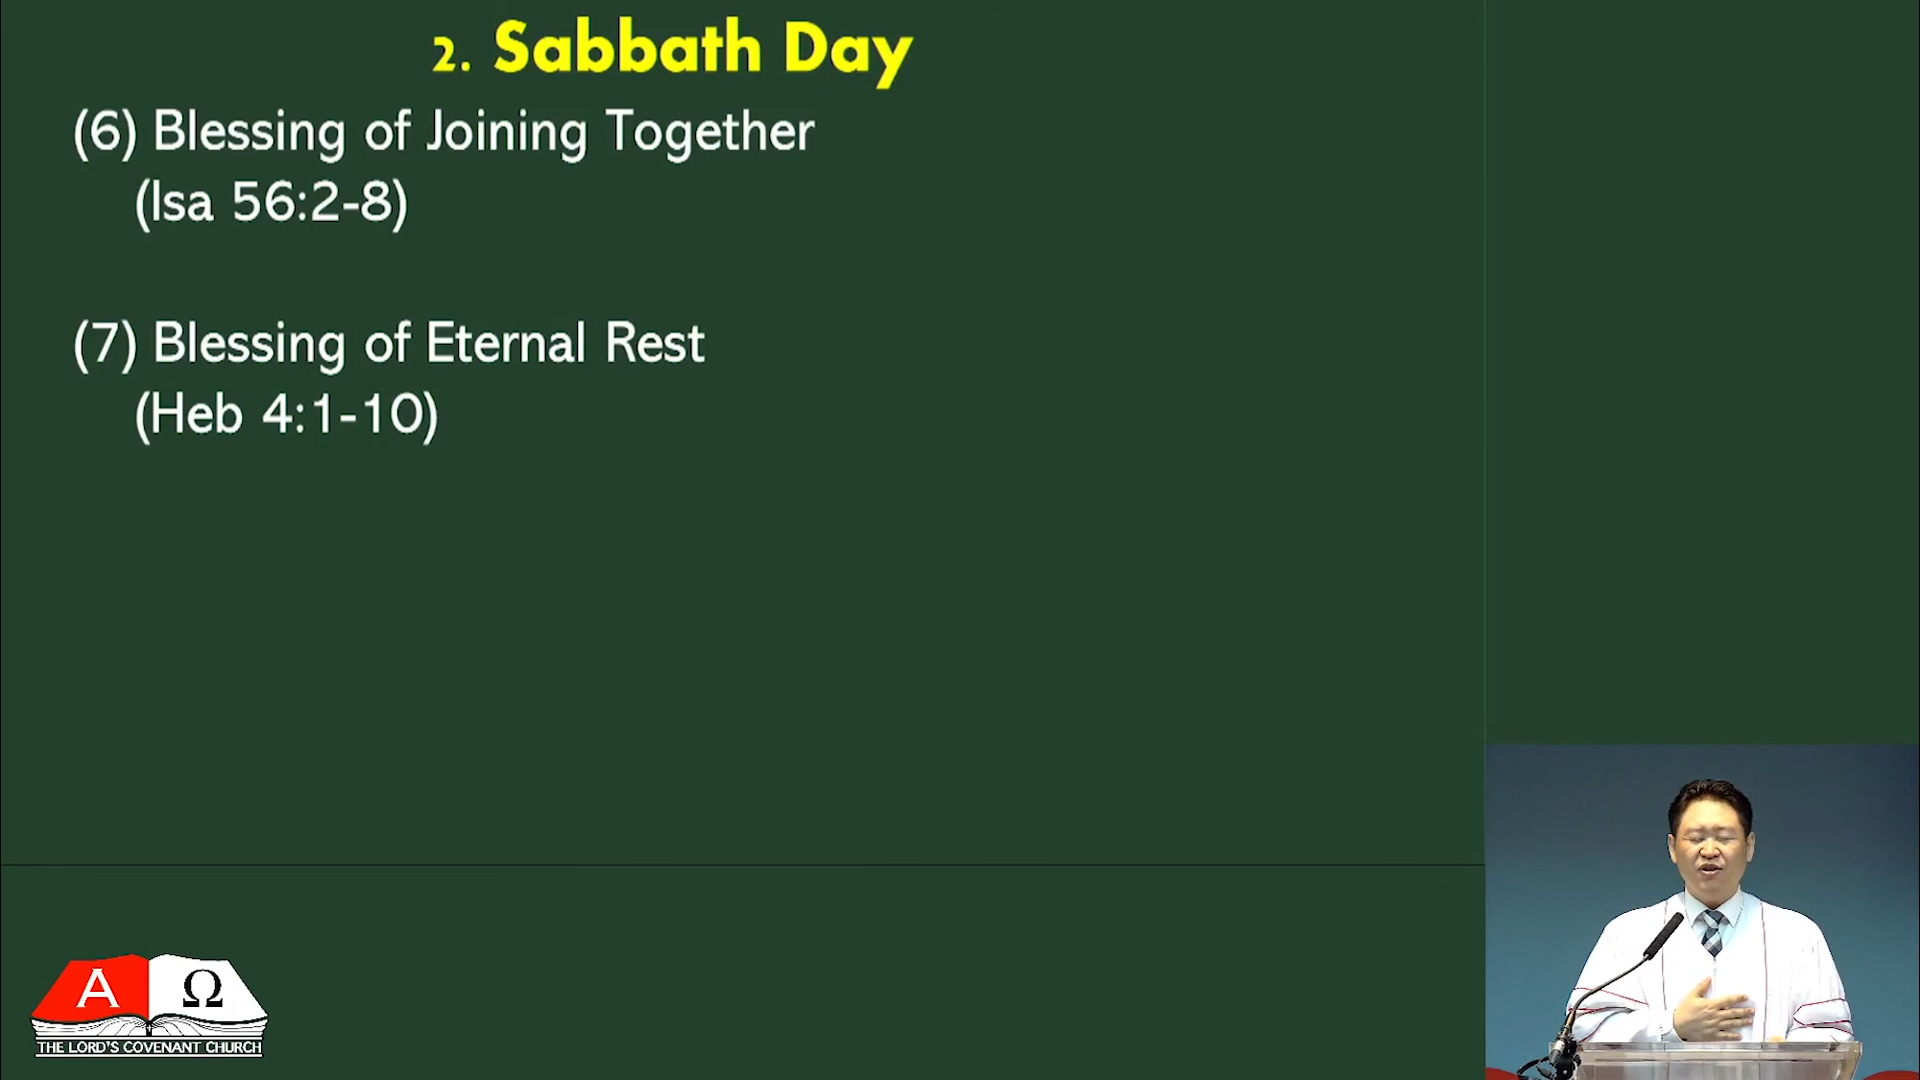 2. Sabbath Day
(6) Blessing of Joining Together
(Isa 56:2-8)
(7) Blessing of Eternal Rest
(Heb 4:1-10)
A Ω
THE LORD'S COVENANT CHURCH